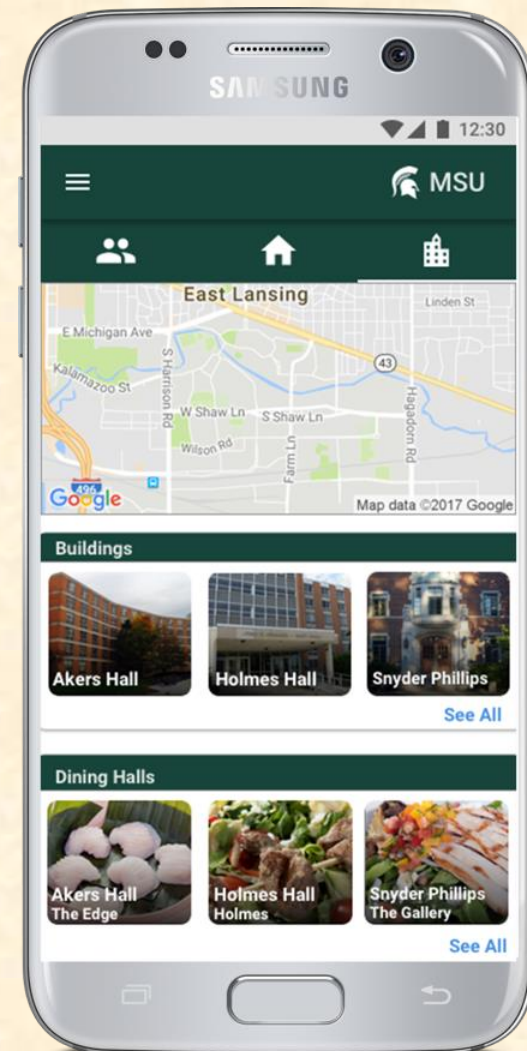 SAMSUNG
12:30
MSU
East Lansing
Linden St
E Michigan Ave
Kalamazoo St
S Harrison Rd
43
W Shaw Ln
S Shaw Ln
Hagadorn Rd
Wilson Rd
Farm Ln
496
Google
Map data ©2017 Google
Buildings
Akers Hall
Holmes Hall
Snyder Phillips
See All
Dining Halls
Akers Hall
The Edge
Holmes Hall
Holmes
Snyder Phillips
The Gallery
See All